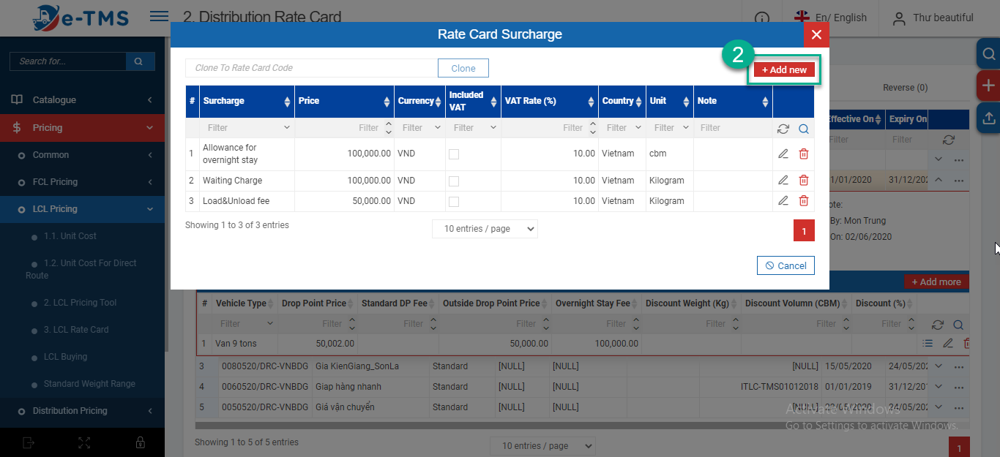 e-TMS
2. Distribution Rate Card
En/ English
Thư beautiful
Search for...
Catalogue
Pricing
Common
FCL Pricing
LCL Pricing
1.1. Unit Cost
1.2. Unit Cost For Direct
Route
2. LCL Pricing Tool
3. LCL Rate Card
LCL Buying
Standard Weight Range
Distribution Pricing
Rate Card Surcharge
2
Clone To Rate Card Code
Clone
+ Add new
# Surcharge Price Currency Included VAT VAT Rate (%) Country Unit Note
Filter Filter Filter Filter Filter Filter Filter Filter
1 Allowance for overnight stay 100,000.00 VND 10.00 Vietnam cbm
2 Waiting Charge 100,000.00 VND 10.00 Vietnam Kilogram
3 Load&Unload fee 50,000.00 VND 10.00 Vietnam Kilogram
Showing 1 to 3 of 3 entries
10 entries / page
1
Cancel
Reverse (0)
Effective On Expiry On
Filter Filter
1/01/2020 31/12/202
ote:
By: Mon Trung
On: 02/06/2020
+ Add more
# Vehicle Type Drop Point Price Standard DP Fee Outside Drop Point Price Overnight Stay Fee Discount Weight (Kg) Discount Volumn (CBM) Discount (%)
Filter Filter Filter Filter Filter Filter Filter Filter
1 Van 9 tons 50,002.00 50,000.00 100,000.00
3 0080520/DRC-VNBDG Gia KienGiang_SonLa Standard [NULL] [NULL] [NULL] 15/05/2020 24/05/202
4 0060520/DRC-VNBDG Giap hàng nhanh Standard [NULL] [NULL] ITLC-TMS01012018 01/01/2019 31/12/201
5 0050520/DRC-VNBDG Giá vận chuyển Standard [NULL] [NULL] [NULL] 22/05/2020 24/05/202
Activate Windows
Go to Settings to activate Windows.
Showing 1 to 5 of 5 entries
10 entries / page
1